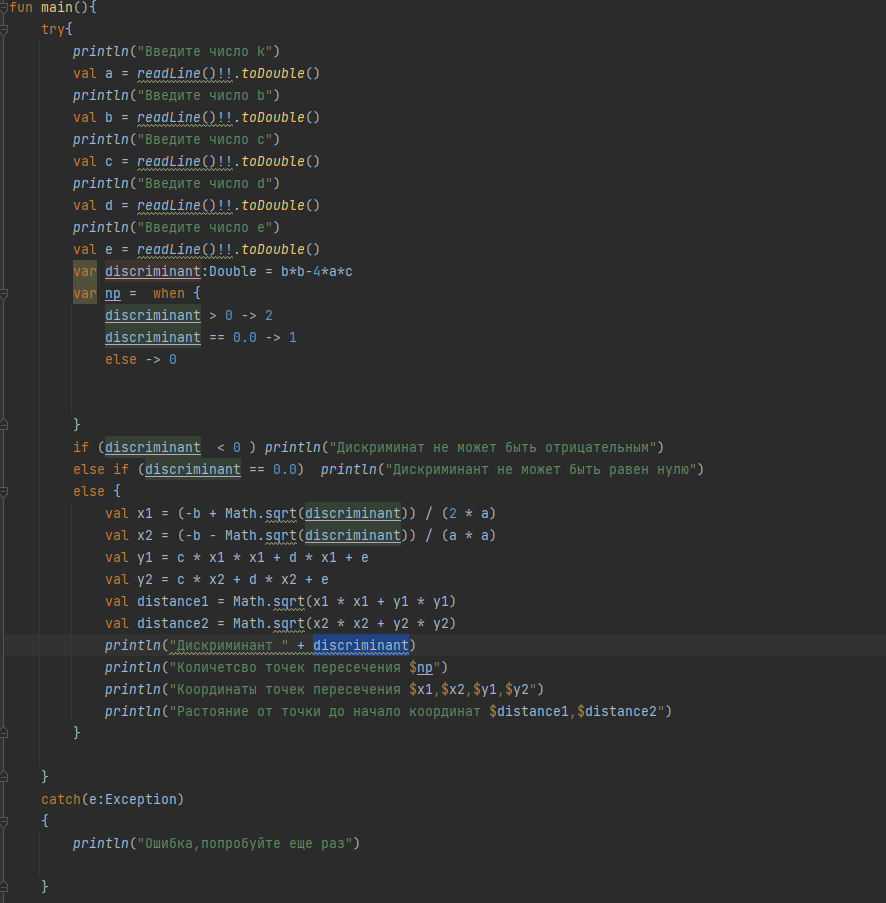 fun main(){
try{
println("Введите число k")
val a = readLine()!!.toDouble()
println("Введите число b")
val b = readLine()!!.toDouble()
println("Введите число c")
val c = readLine()!!.toDouble()
println("Введите число d")
val d = readLine()!!.toDouble()
println("Введите число e")
val e = readLine()!!.toDouble()
var discriminant:Double = b*b-4*a*c
var np =  when {
discriminant > 0 -> 2
discriminant == 0.0 -> 1
else -> 0
}
if (discriminant  < 0 ) println("Дискриминат не может быть отрицательным")
else if (discriminant == 0.0)  println("Дискриминант не может быть равен нулю")
else {
val x1 = (-b + Math.sqrt(discriminant)) / (2 * a)
val x2 = (-b - Math.sqrt(discriminant)) / (a * a)
val y1 = c * x1 * x1 + d * x1 + e
val y2 = c * x2 + d * x2 + e
val distance1 = Math.sqrt(x1 * x1 + y1 * y1)
val distance2 = Math.sqrt(x2 * x2 + y2 * y2)
println("Дискриминант " + discriminant)
println("Количетсво точек пересечения $np")
println("Координаты точек пересечения $x1,$x2,$y1,$y2")
println("Растояние от точки до начало координат $distance1,$distance2")
}
}
catch(e:Exception)
{
println("Ошибка,попробуйте еще раз")
}